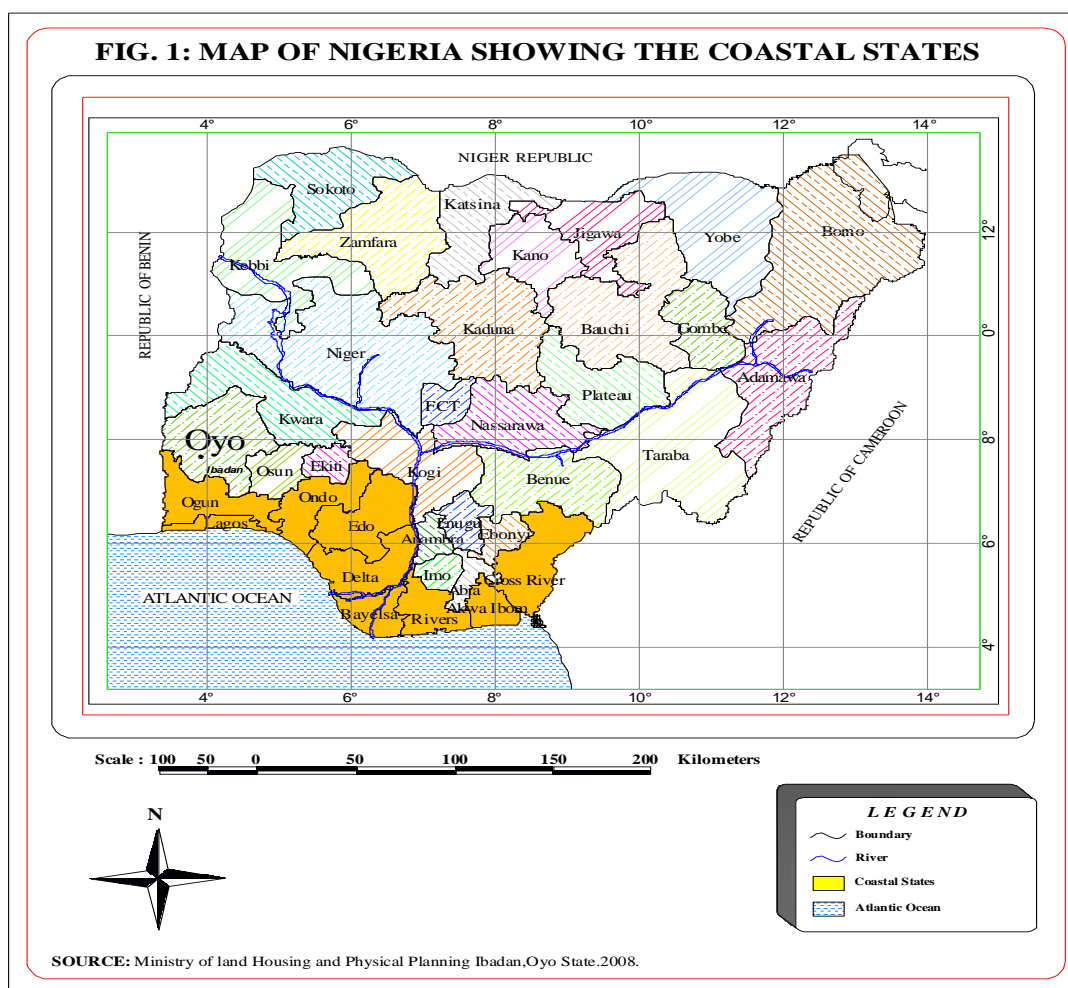 FIG. 1: MAP OF NIGERIA SHOWING THE COASTAL STATES
4° 6° 8° 10° 12° 14°
NIGER REPUBLIC
Sokoto
Katsina
Zamfara
Jigawa
Yobe
Borno
12°
Kano
Kebbi
REPUBLIC OF BENIN
Kaduna
Bauchi
Gombe
0°
Niger
Adamawa
Plateau
FCT
Kwara
Nassarawa
8°
Oyo
Ibadan
Osun
Ekiti
Kogi
Benue
Taraba
REPUBLIC OF CAMEROON
Ogun
Ondo
Lagos
Edo
Enugu
Anambra
Ebonyi
6°
Delta
Imo
Cross River
Abia
ATLANTIC OCEAN
Bayelsa
Rivers
Akwa Ibom
4°
4° 6° 8° 10° 12° 14°
Scale : 100 50 0 50 100 150 200 Kilometers
N
LEGEND
Boundary
River
Coastal States
Atlantic Ocean
SOURCE: Ministry of land Housing and Physical Planning Ibadan,Oyo State.2008.